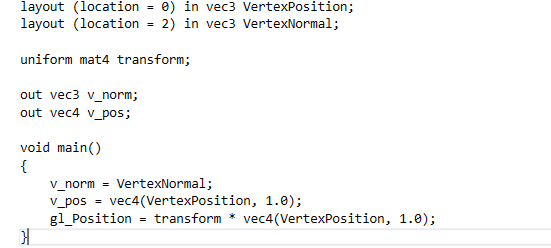 layout (location = 0) in vec3 VertexPosition;
layout (location = 2) in vec3 VertexNormal;

uniform mat4 transform;

out vec3 v_norm;
out vec4 v_pos;

void main()
{
    v_norm = VertexNormal;
    v_pos = vec4(VertexPosition, 1.0);
    gl_Position = transform * vec4(VertexPosition, 1.0);
}